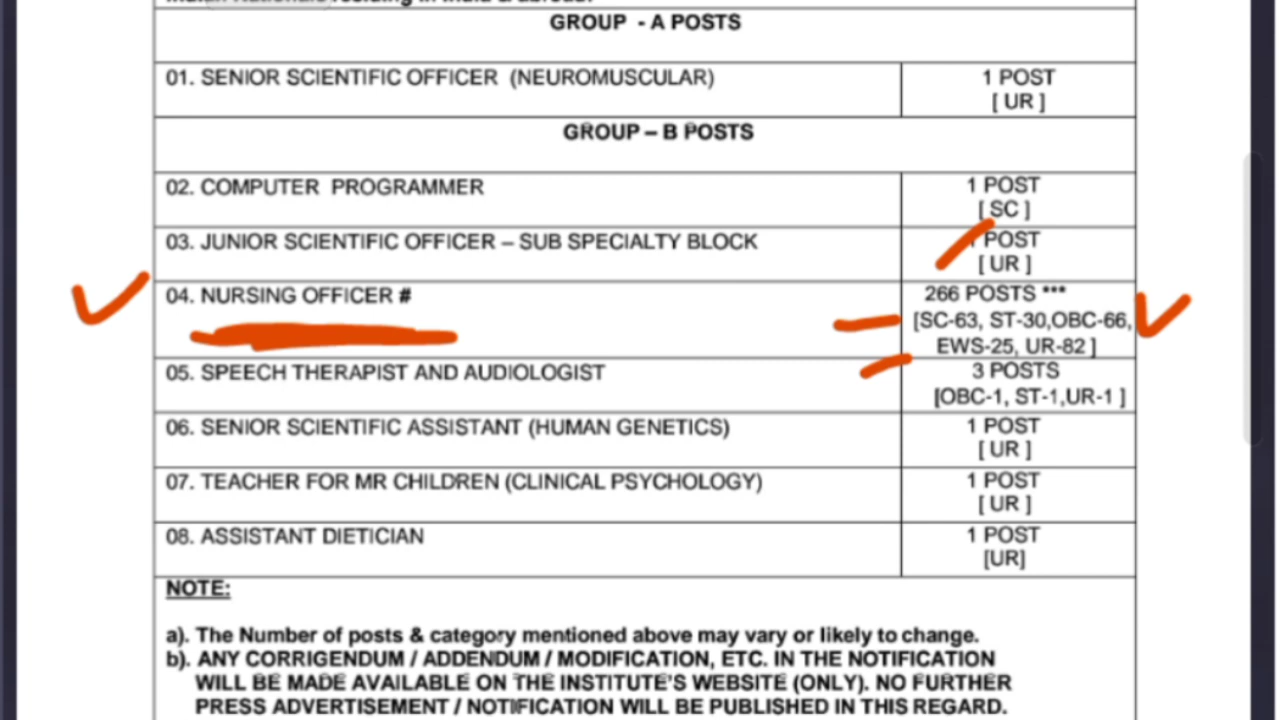 GROUP - A POSTS
01. SENIOR SCIENTIFIC OFFICER (NEUROMUSCULAR)
1 POST
[ UR ]
GROUP – B POSTS
02. COMPUTER PROGRAMMER
1 POST
[ SC ]
03. JUNIOR SCIENTIFIC OFFICER – SUB SPECIALTY BLOCK
1 POST
[ UR ]
04. NURSING OFFICER #
266 POSTS ***
[SC-63, ST-30,OBC-66,
EWS-25, UR-82 ]
05. SPEECH THERAPIST AND AUDIOLOGIST
3 POSTS
[OBC-1, ST-1,UR-1 ]
06. SENIOR SCIENTIFIC ASSISTANT (HUMAN GENETICS)
1 POST
[ UR ]
07. TEACHER FOR MR CHILDREN (CLINICAL PSYCHOLOGY)
1 POST
[ UR ]
08. ASSISTANT DIETICIAN
1 POST
[UR]
NOTE:
a). The Number of posts & category mentioned above may vary or likely to change.
b). ANY CORRIGENDUM / ADDENDUM / MODIFICATION, ETC. IN THE NOTIFICATION
WILL BE MADE AVAILABLE ON THE INSTITUTE'S WEBSITE (ONLY). NO FURTHER
PRESS ADVERTISEMENT / NOTIFICATION WILL BE PUBLISHED IN THIS REGARD.